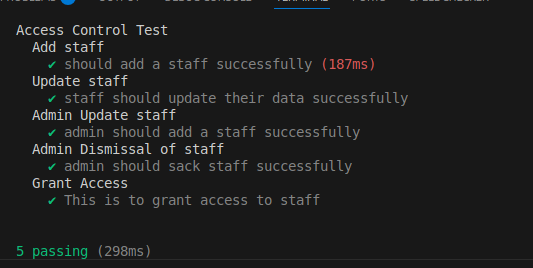 TERMINAL
Access Control Test
Add staff
✔ should add a staff successfully (187ms)
Update staff
✔ staff should update their data successfully
Admin Update staff
✔ admin should add a staff successfully
Admin Dismissal of staff
✔ admin should sack staff successfully
Grant Access
✔ This is to grant access to staff
5 passing (298ms)